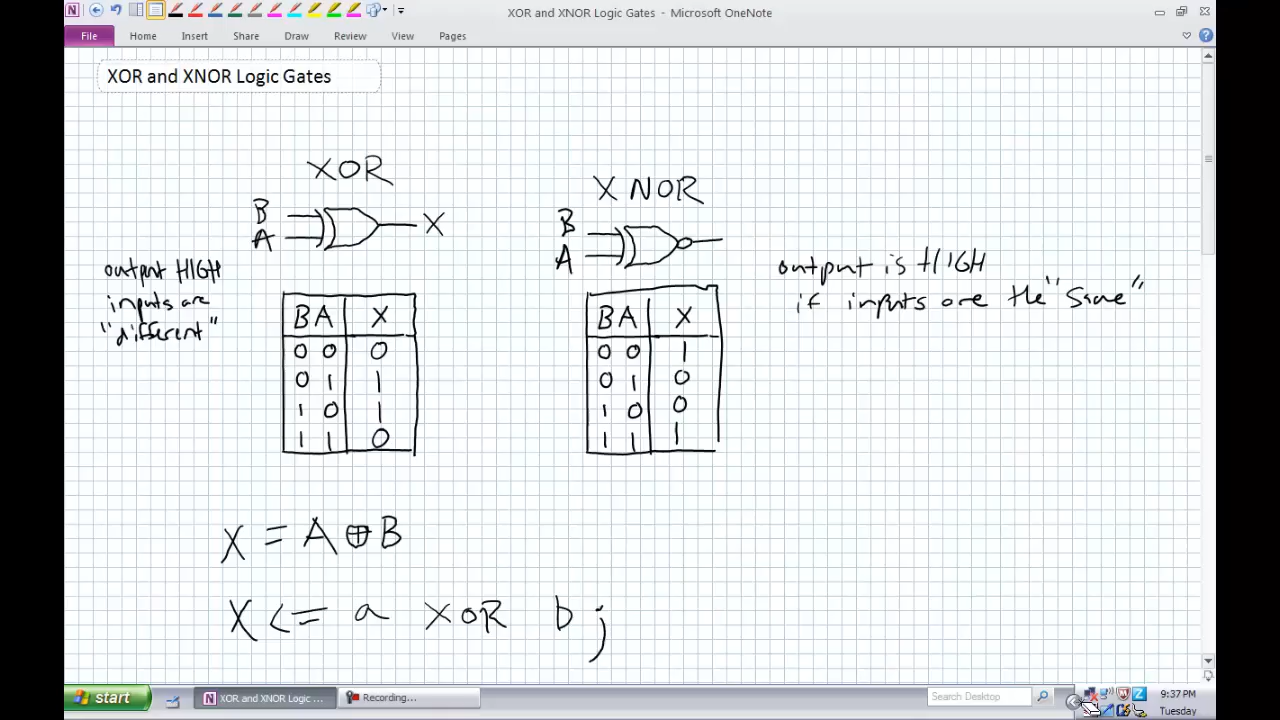 XOR and XNOR Logic Gates - Microsoft OneNote
File Home Insert Share Draw Review View Pages
XOR and XNOR Logic Gates
XOR
B
A
X
output HIGH
inputs are
"different"
B A X
0 0 0
0 1 1
1 0 1
1 1 0
X NOR
B
A
output is HIGH
if inputs are the "Same"
B A X
0 0 1
0 1 0
1 0 0
1 1 1
X = A ⊕ B
X <= a XOR b ;
start
XOR and XNOR Logic ...
Recording...
Search Desktop
9:37 PM
Tuesday